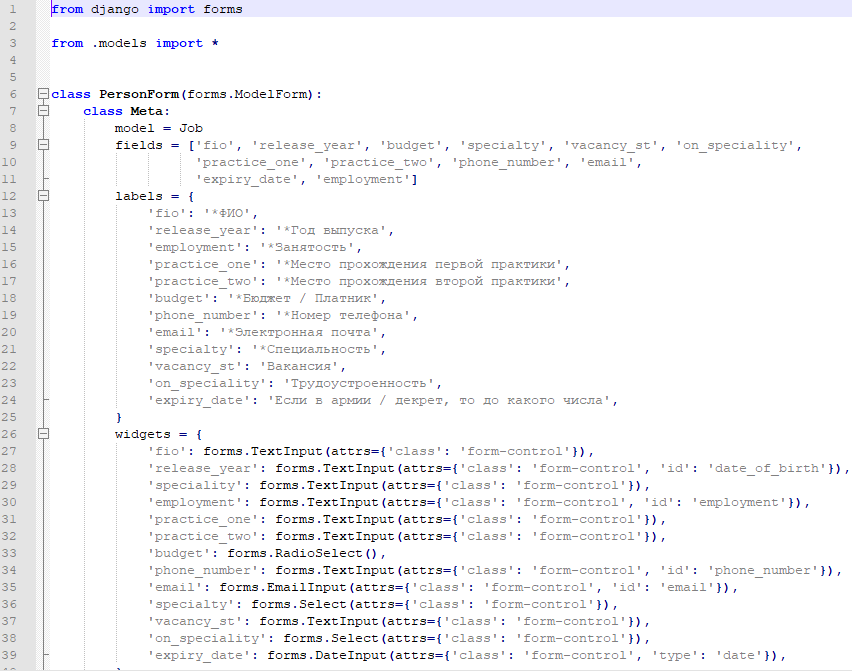 1 from django import forms
2
3 from .models import *
4
5
6 class PersonForm(forms.ModelForm):
7     class Meta:
8         model = Job
9         fields = ['fio', 'release_year', 'budget', 'specialty', 'vacancy_st', 'on_speciality',
10                   'practice_one', 'practice_two', 'phone_number', 'email',
11                   'expiry_date', 'employment']
12         labels = {
13             'fio': '*ФИО',
14             'release_year': '*Год выпуска',
15             'employment': '*Занятость',
16             'practice_one': '*Место прохождения первой практики',
17             'practice_two': '*Место прохождения второй практики',
18             'budget': '*Бюджет / Платник',
19             'phone_number': '*Номер телефона',
20             'email': '*Электронная почта',
21             'specialty': '*Специальность',
22             'vacancy_st': 'Вакансия',
23             'on_speciality': 'Трудоустроенность',
24             'expiry_date': 'Если в армии / декрет, то до какого числа',
25         }
26         widgets = {
27             'fio': forms.TextInput(attrs={'class': 'form-control'}),
28             'release_year': forms.TextInput(attrs={'class': 'form-control', 'id': 'date_of_birth'}),
29             'speciality': forms.TextInput(attrs={'class': 'form-control'}),
30             'employment': forms.TextInput(attrs={'class': 'form-control', 'id': 'employment'}),
31             'practice_one': forms.TextInput(attrs={'class': 'form-control'}),
32             'practice_two': forms.TextInput(attrs={'class': 'form-control'}),
33             'budget': forms.RadioSelect(),
34             'phone_number': forms.TextInput(attrs={'class': 'form-control', 'id': 'phone_number'}),
35             'email': forms.EmailInput(attrs={'class': 'form-control', 'id': 'email'}),
36             'specialty': forms.Select(attrs={'class': 'form-control'}),
37             'vacancy_st': forms.TextInput(attrs={'class': 'form-control'}),
38             'on_speciality': forms.Select(attrs={'class': 'form-control'}),
39             'expiry_date': forms.DateInput(attrs={'class': 'form-control', 'type': 'date'}),